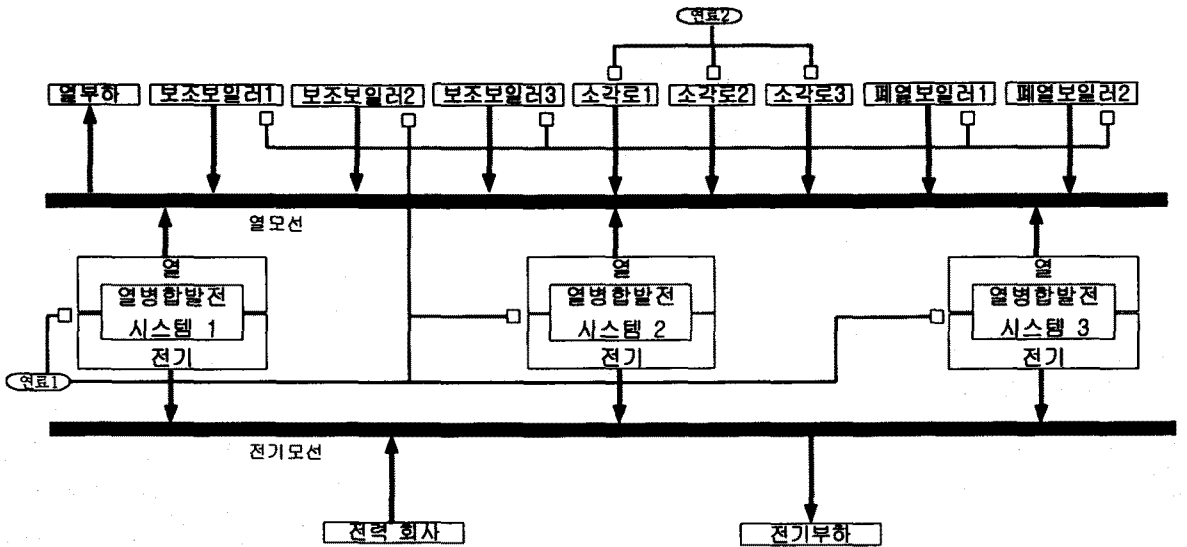 연료2
열부하
보조보일러1
보조보일러2
보조보일러3
소각로1
소각로2
소각로3
폐열보일러1
폐열보일러2
열모선
열
열병합발전
시스템 1
전기
열
열병합발전
시스템 2
전기
열
열병합발전
시스템 3
전기
연료1
전기모선
전력 회사
전기부하